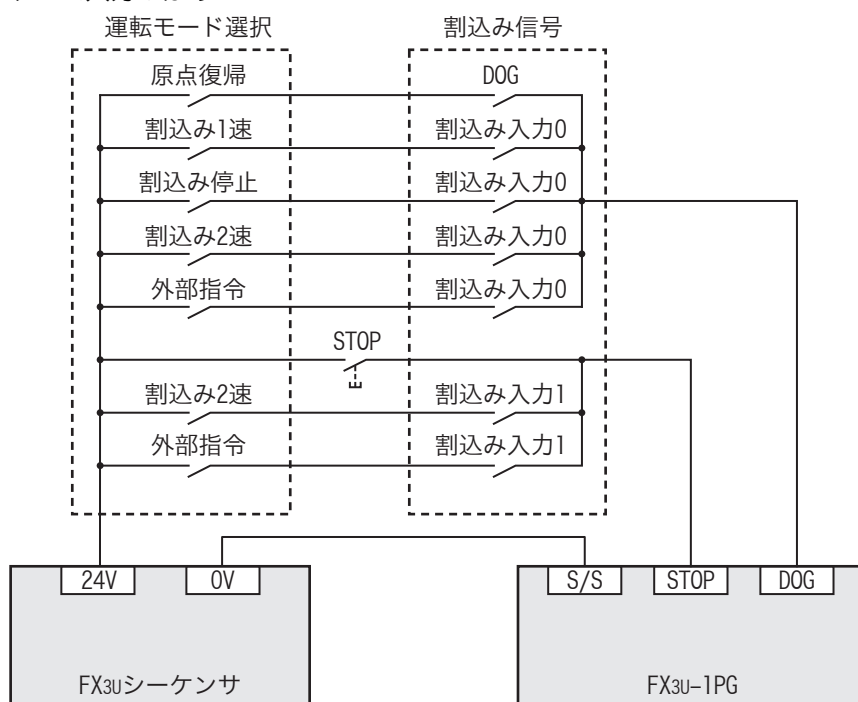 運転モード選択 割込み信号
原点復帰 DOG
割込み1速 割込み入力0
割込み停止 割込み入力0
割込み2速 割込み入力0
外部指令 割込み入力0
STOP
割込み2速 割込み入力1
外部指令 割込み入力1
24V 0V S/S STOP DOG
FX3Uシーケンサ FX3U-1PG